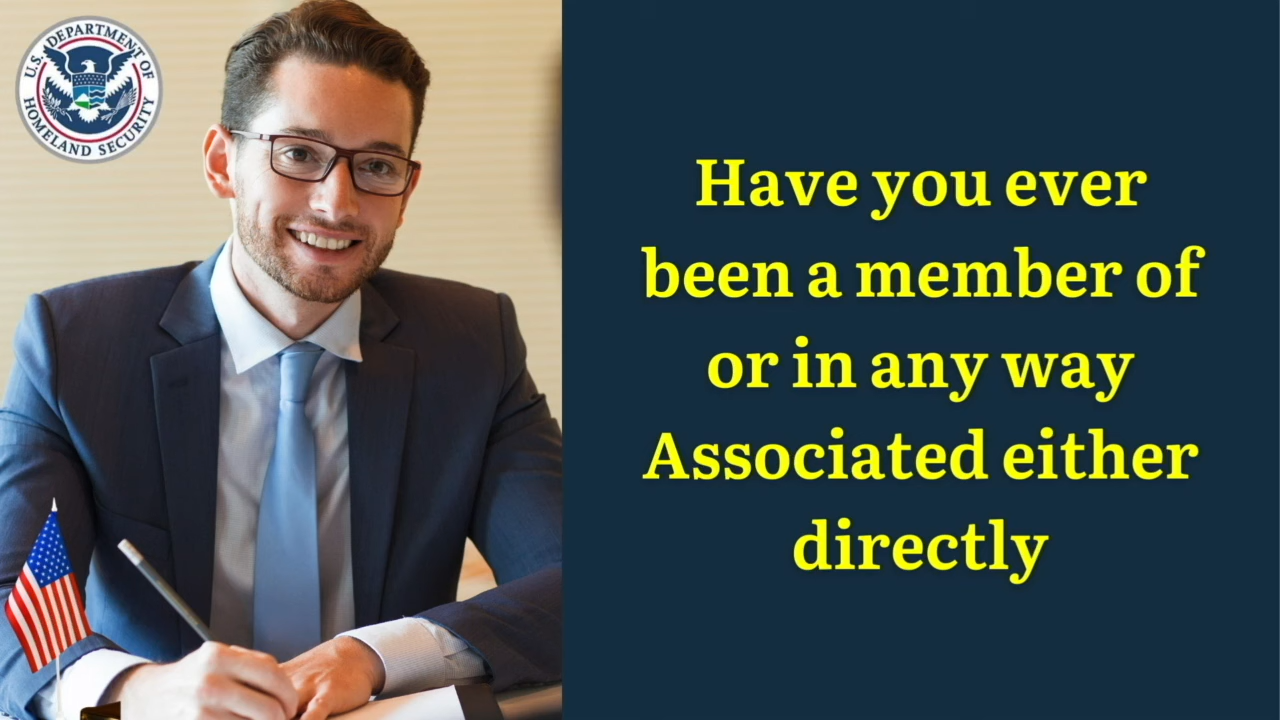 U.S. DEPARTMENT OF
HOMELAND SECURITY
Have you ever
been a member of
or in any way
Associated either
directly